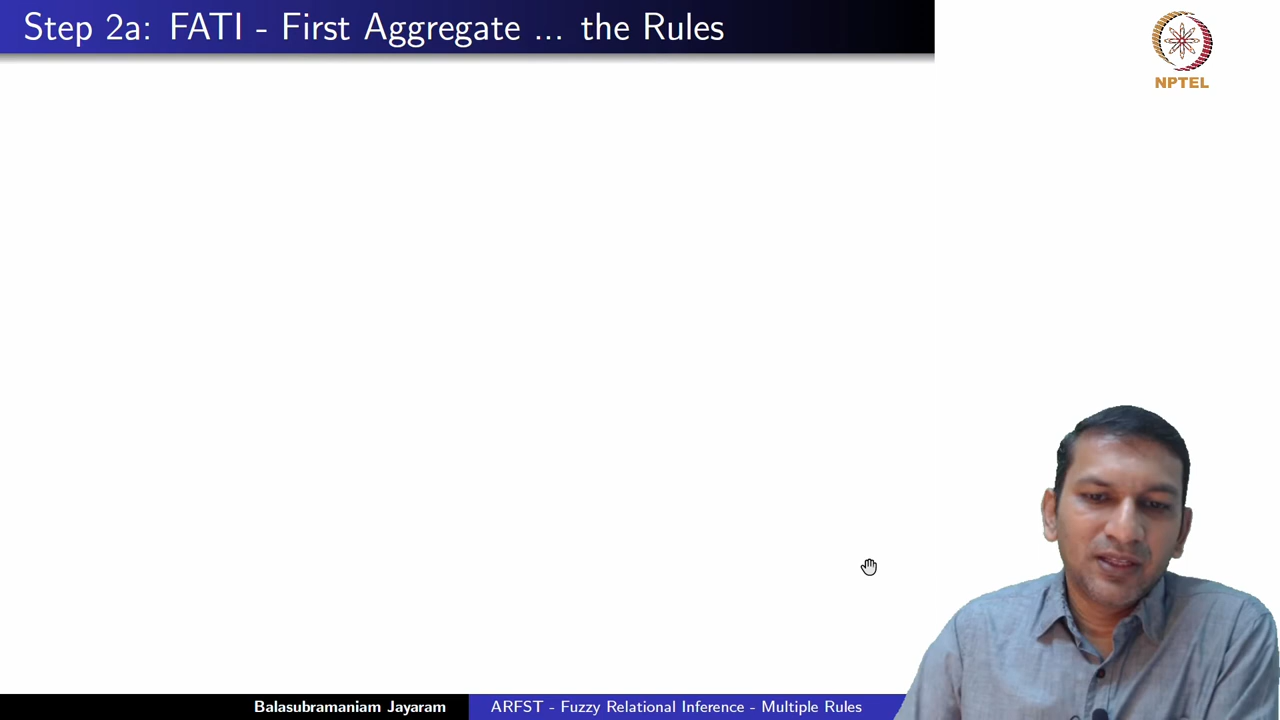 Step 2a: FATI - First Aggregate ... the Rules
NPTEL
Balasubramaniam Jayaram
ARFST - Fuzzy Relational Inference - Multiple Rules